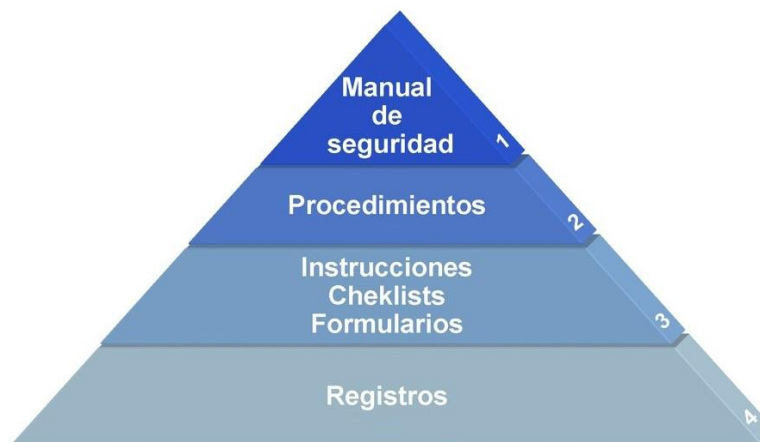 Manual
de
seguridad
1
Procedimientos
2
Instrucciones
Cheklists
Formularios
3
Registros
4